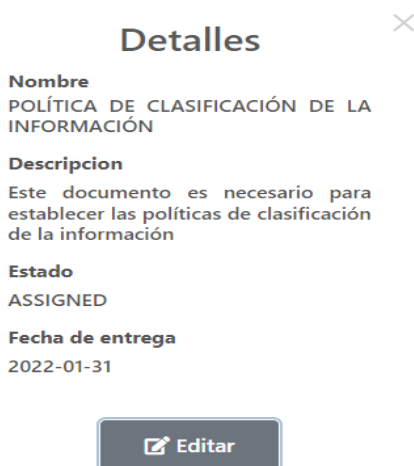 Detalles
Nombre
POLÍTICA DE CLASIFICACIÓN DE LA
INFORMACIÓN
Descripcion
Este documento es necesario para
establecer las políticas de clasificación
de la información
Estado
ASSIGNED
Fecha de entrega
2022-01-31
Editar